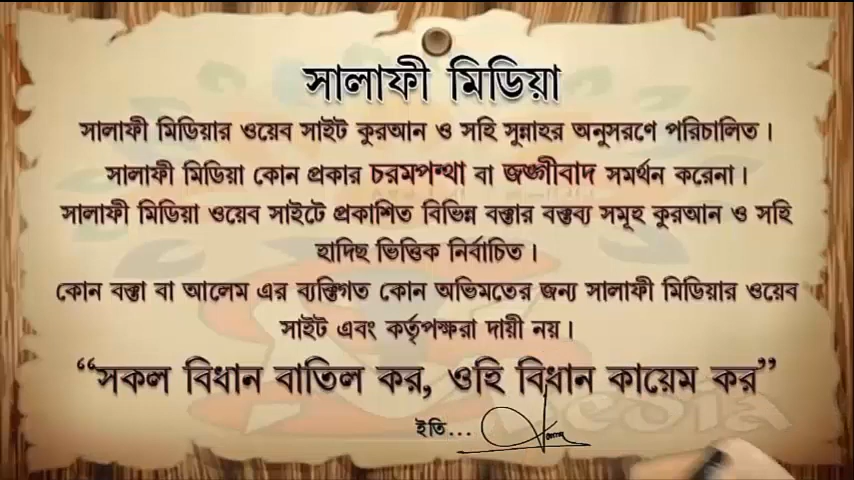 সালাফী মিডিয়া
সালাফী মিডিয়ার ওয়েব সাইট কুরআন ও সহি সুন্নাহর অনুসরণে পরিচালিত।
সালাফী মিডিয়া কোন প্রকার চরমপন্থা বা জঙ্গীবাদ সমর্থন করেনা।
সালাফী মিডিয়া ওয়েব সাইটে প্রকাশিত বিভিন্ন বক্তার বক্তব্য সমূহ কুরআন ও সহি
হাদিছ ভিত্তিক নির্বাচিত।
কোন বক্তা বা আলেম এর ব্যক্তিগত কোন অভিমতের জন্য সালাফী মিডিয়ার ওয়েব
সাইট এবং কর্তৃপক্ষরা দায়ী নয়।
“সকল বিধান বাতিল কর, ওহি বিধান কায়েম কর”
ইতি...